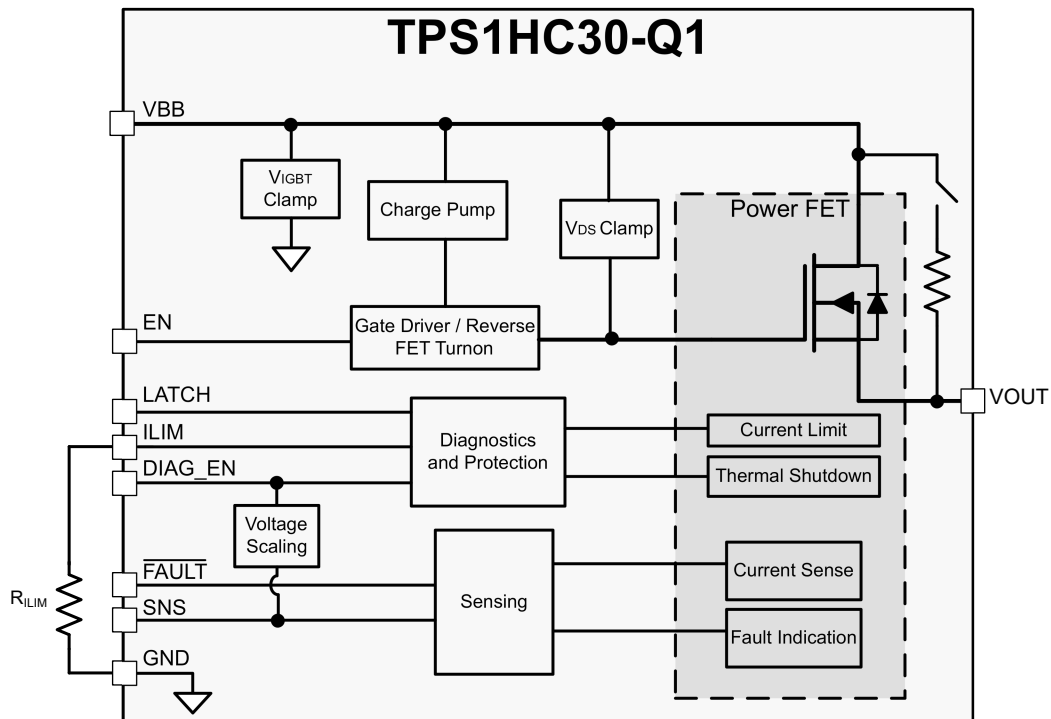 TPS1HC30-Q1
VBB
VIGBT
Clamp
Charge Pump
VDS Clamp
Power FET
EN
Gate Driver / Reverse
FET Turnon
LATCH
ILIM
DIAG_EN
Diagnostics
and Protection
Current Limit
Thermal Shutdown
VOUT
Voltage
Scaling
FAULT
SNS
GND
RILIM
Sensing
Current Sense
Fault Indication